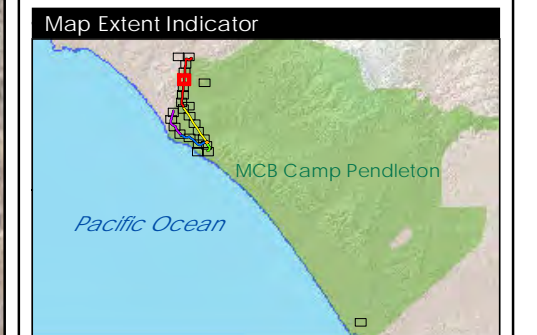 Map Extent Indicator
MCB Camp Pendleton
Pacific Ocean